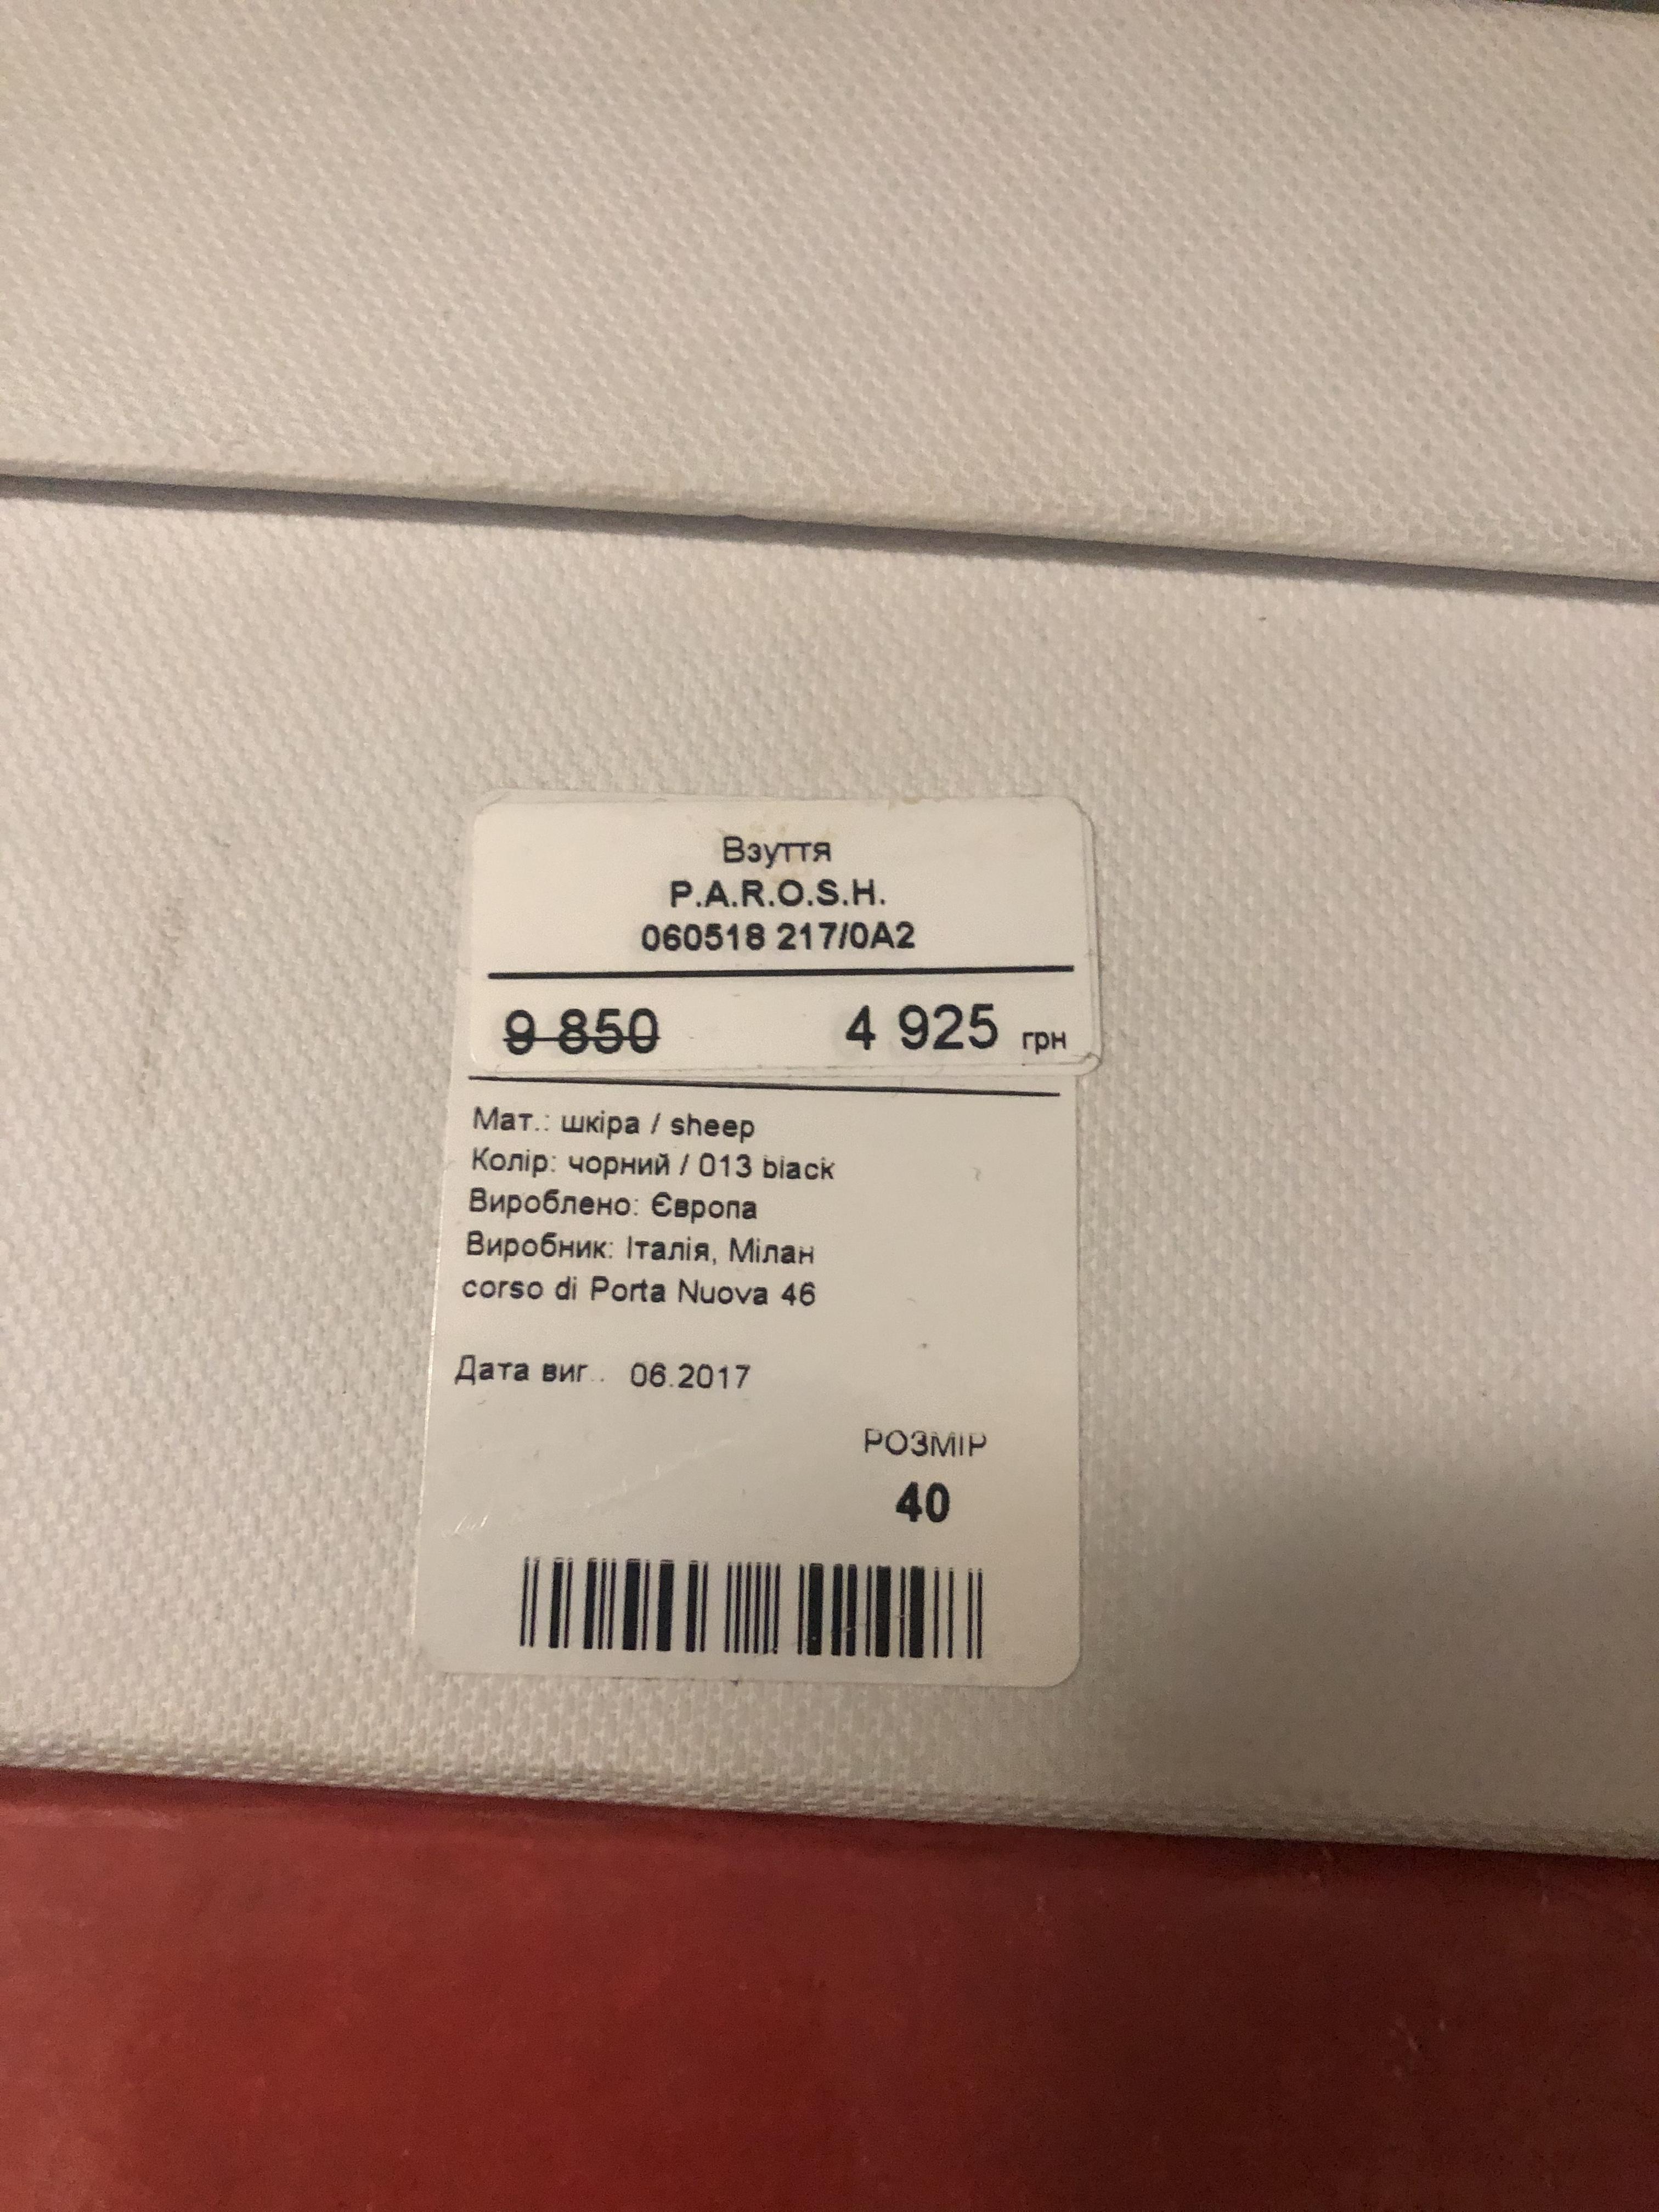 Взуття
P.A.R.O.S.H.
060518 217/0A2
9 850 4 925 грн
Мат.: шкіра / sheep
Колір: чорний / 013 black
Вироблено: Європа
Виробник: Італія, Мілан
corso di Porta Nuova 46
Дата виг.. 06.2017
РОЗМІР
40